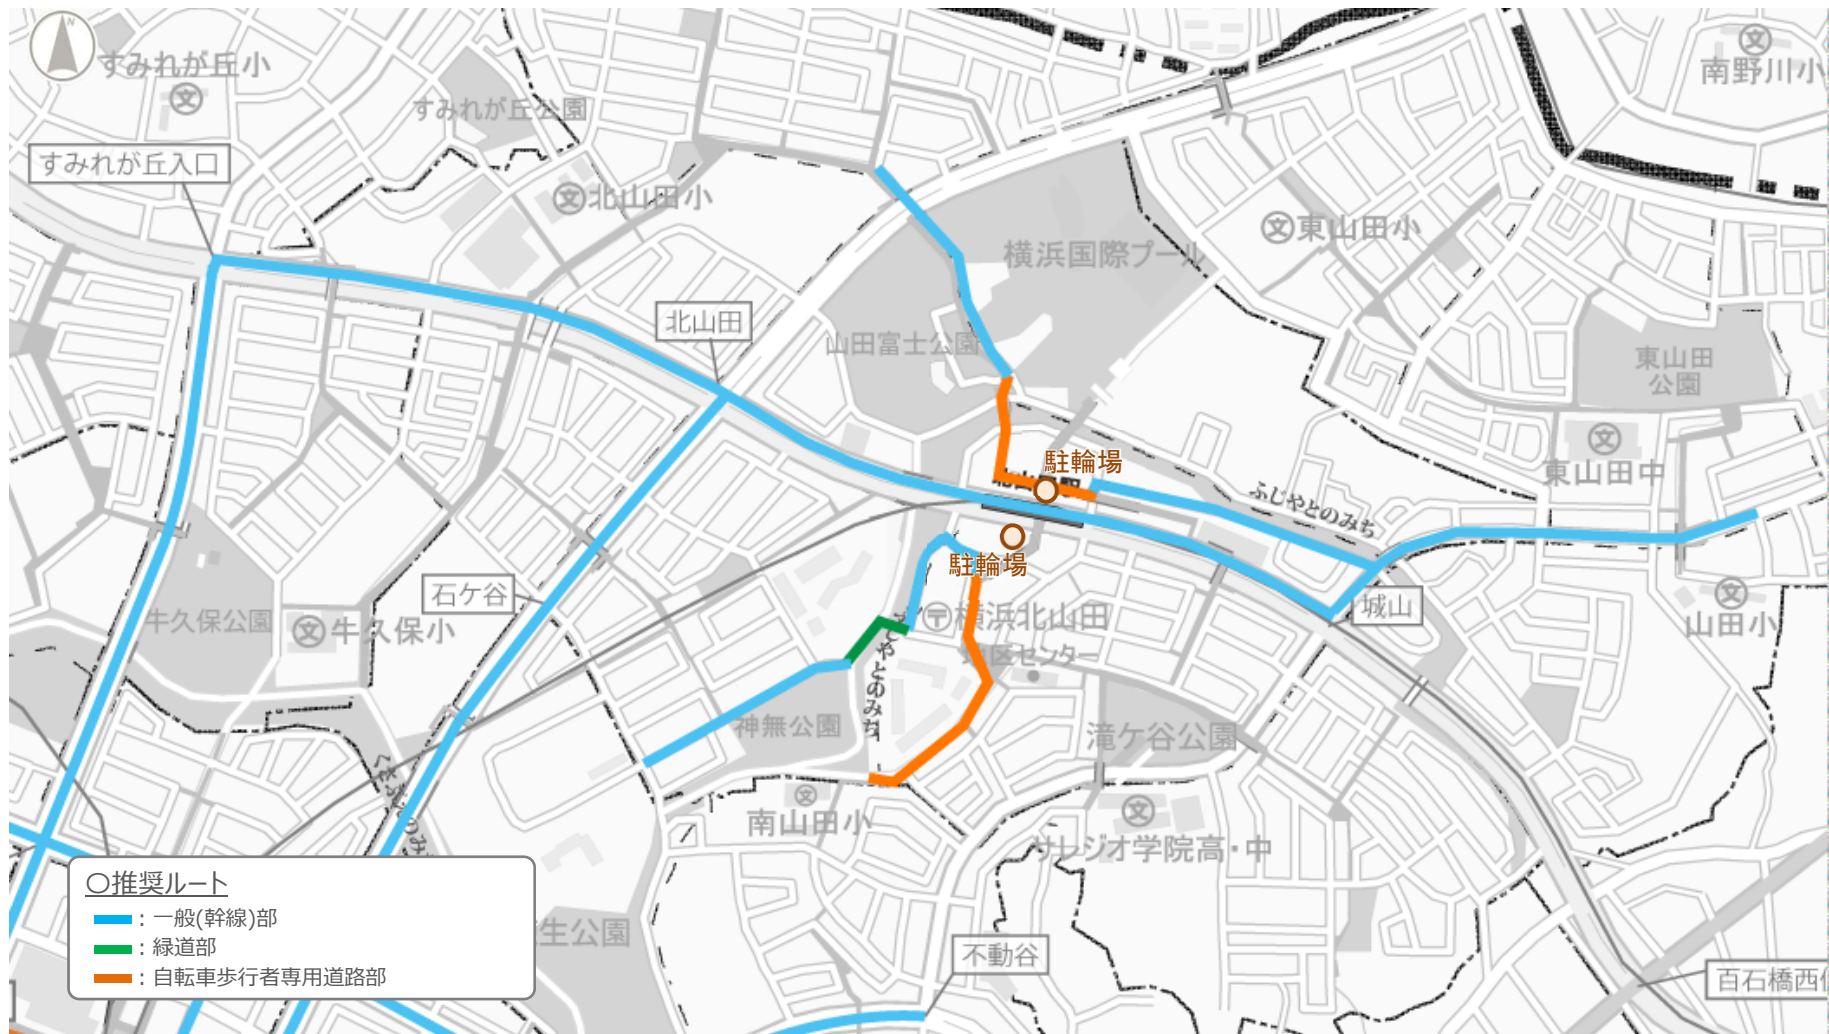 N
すみれが丘小
南野川小
すみれが丘公園
すみれが丘入口
北山田小
東山田小
横浜国際プール
北山田
山田富士公園
東山田
公園
駐輪場
東山田中
ふじやとのみち
駐輪場
石ケ谷
牛久保公園
牛久保小
横浜北山田
城山
山田小
地区センター
ふじやとのみち
神無公園
滝ケ谷公園
南山田小
サレジオ学院高・中
〇推奨ルート
:一般(幹線)部
:緑道部
:自転車歩行者専用道路部
生公園
不動谷
百石橋西